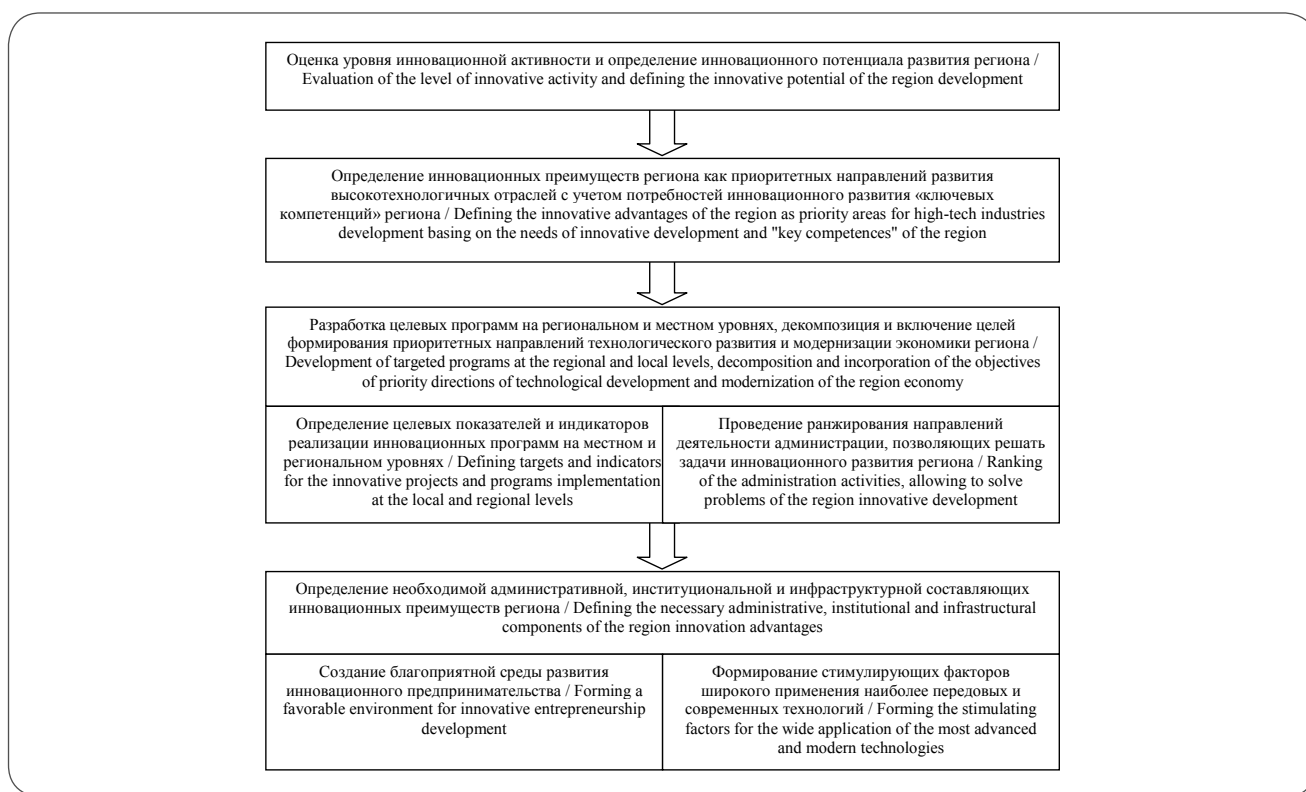 Оценка уровня инновационной активности и определение инновационного потенциала развития региона /
Evaluation of the level of innovative activity and defining the innovative potential of the region development
Определение инновационных преимуществ региона как приоритетных направлений развития
высокотехнологичных отраслей с учетом потребностей инновационного развития «ключевых
компетенций» региона / Defining the innovative advantages of the region as priority areas for high-tech industries
development basing on the needs of innovative development and "key competences" of the region
Разработка целевых программ на региональном и местном уровнях, декомпозиция и включение целей
формирования приоритетных направлений технологического развития и модернизации экономики региона /
Development of targeted programs at the regional and local levels, decomposition and incorporation of the objectives
of priority directions of technological development and modernization of the region economy
Определение целевых показателей и индикаторов
реализации инновационных программ на местном и
региональном уровнях / Defining targets and indicators
for the innovative projects and programs implementation
at the local and regional levels
Проведение ранжирования направлений
деятельности администрации, позволяющих решать
задачи инновационного развития региона / Ranking
of the administration activities, allowing to solve
problems of the region innovative development
Определение необходимой административной, институциональной и инфраструктурной составляющих
инновационных преимуществ региона / Defining the necessary administrative, institutional and infrastructural
components of the region innovation advantages
Создание благоприятной среды развития
инновационного предпринимательства / Forming a
favorable environment for innovative entrepreneurship
development
Формирование стимулирующих факторов
широкого применения наиболее передовых и
современных технологий / Forming the stimulating
factors for the wide application of the most advanced
and modern technologies